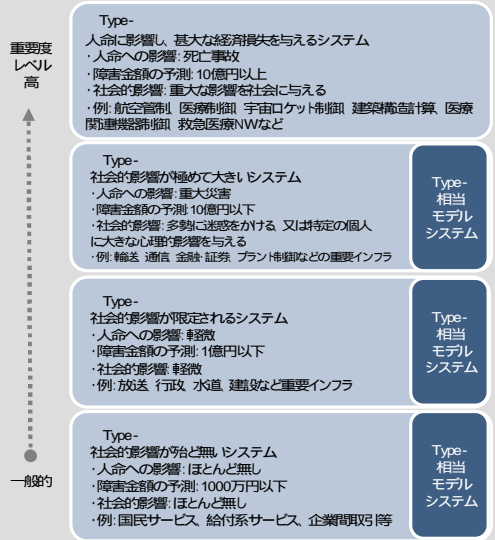 重要度
レベル
高
一般的
Type-
人命に影響し、甚大な経済損失を与えるシステム
・人命への影響：死亡事故
・障害金額の予測：10億円以上
・社会的影響：重大な影響を社会に与える
・例：航空管制、医療制御、宇宙ロケット制御、建築構造計算、医療
関連機器制御、救急医療NWなど
Type-
社会的影響が極めて大きいシステム
・人命への影響：重大災害
・障害金額の予測：10億円以下
・社会的影響：多勢に迷惑をかける、又は特定の個人
に大きな心理的影響を与える
・例：輸送、通信、金融・証券、プラント制御などの重要インフラ
Type-
相当
モデル
システム
Type-
社会的影響が限定されるシステム
・人命への影響：軽微
・障害金額の予測：1億円以下
・社会的影響：軽微
・例：放送、行政、水道、建設など重要インフラ
Type-
相当
モデル
システム
Type-
社会的影響が殆ど無いシステム
・人命への影響：ほとんど無し
・障害金額の予測：1000万円以下
・社会的影響：ほとんど無し
・例：国民サービス、給付系サービス、企業間取引等
Type-
相当
モデル
システム